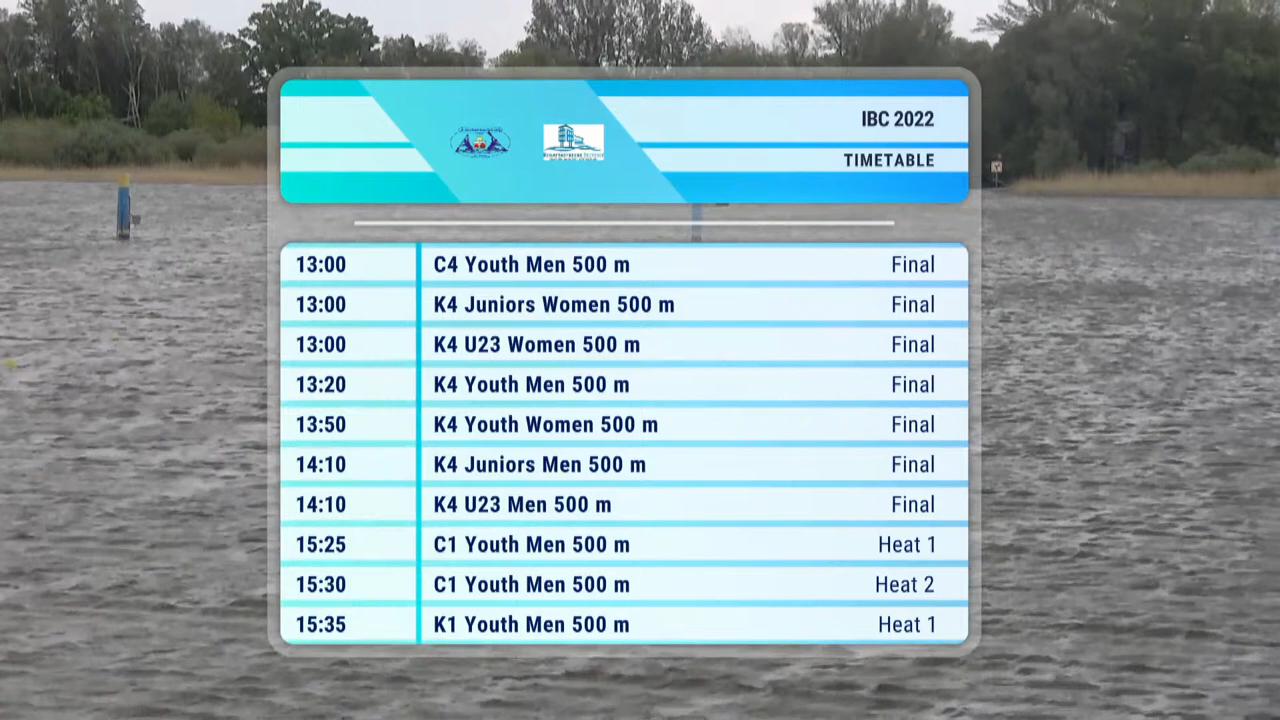 IBC 2022
TIMETABLE
13:00 C4 Youth Men 500 m Final
13:00 K4 Juniors Women 500 m Final
13:00 K4 U23 Women 500 m Final
13:20 K4 Youth Men 500 m Final
13:50 K4 Youth Women 500 m Final
14:10 K4 Juniors Men 500 m Final
14:10 K4 U23 Men 500 m Final
15:25 C1 Youth Men 500 m Heat 1
15:30 C1 Youth Men 500 m Heat 2
15:35 K1 Youth Men 500 m Heat 1